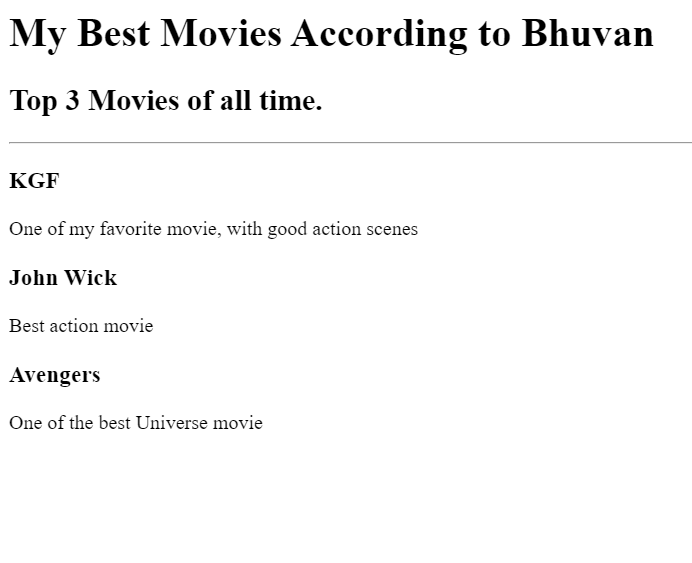 My Best Movies According to Bhuvan
Top 3 Movies of all time.
KGF
One of my favorite movie, with good action scenes
John Wick
Best action movie
Avengers
One of the best Universe movie